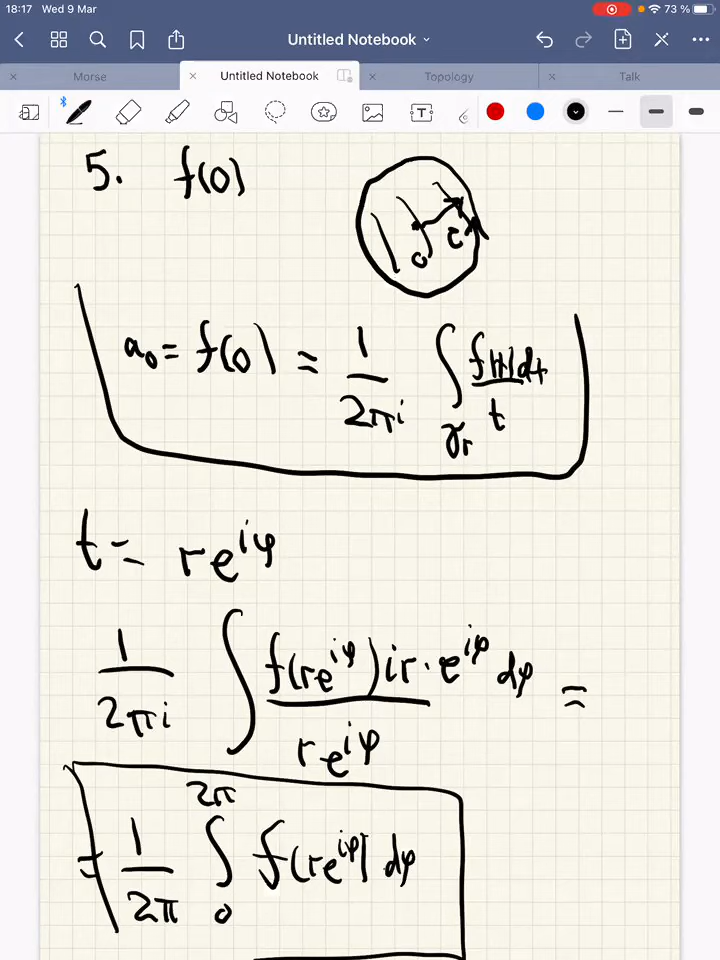 18:17 Wed 9 Mar 73 %
Untitled Notebook
Morse Untitled Notebook Topology Talk
5. f(0)
0 r
a₀ = f(0) = 1/2πi ∫_γr f(t)dt/t
t = re^iφ
1/2πi ∫ f(re^iφ)ir·e^iφ dφ/re^iφ =
= 1/2π ∫₀^2π f(re^iφ) dφ